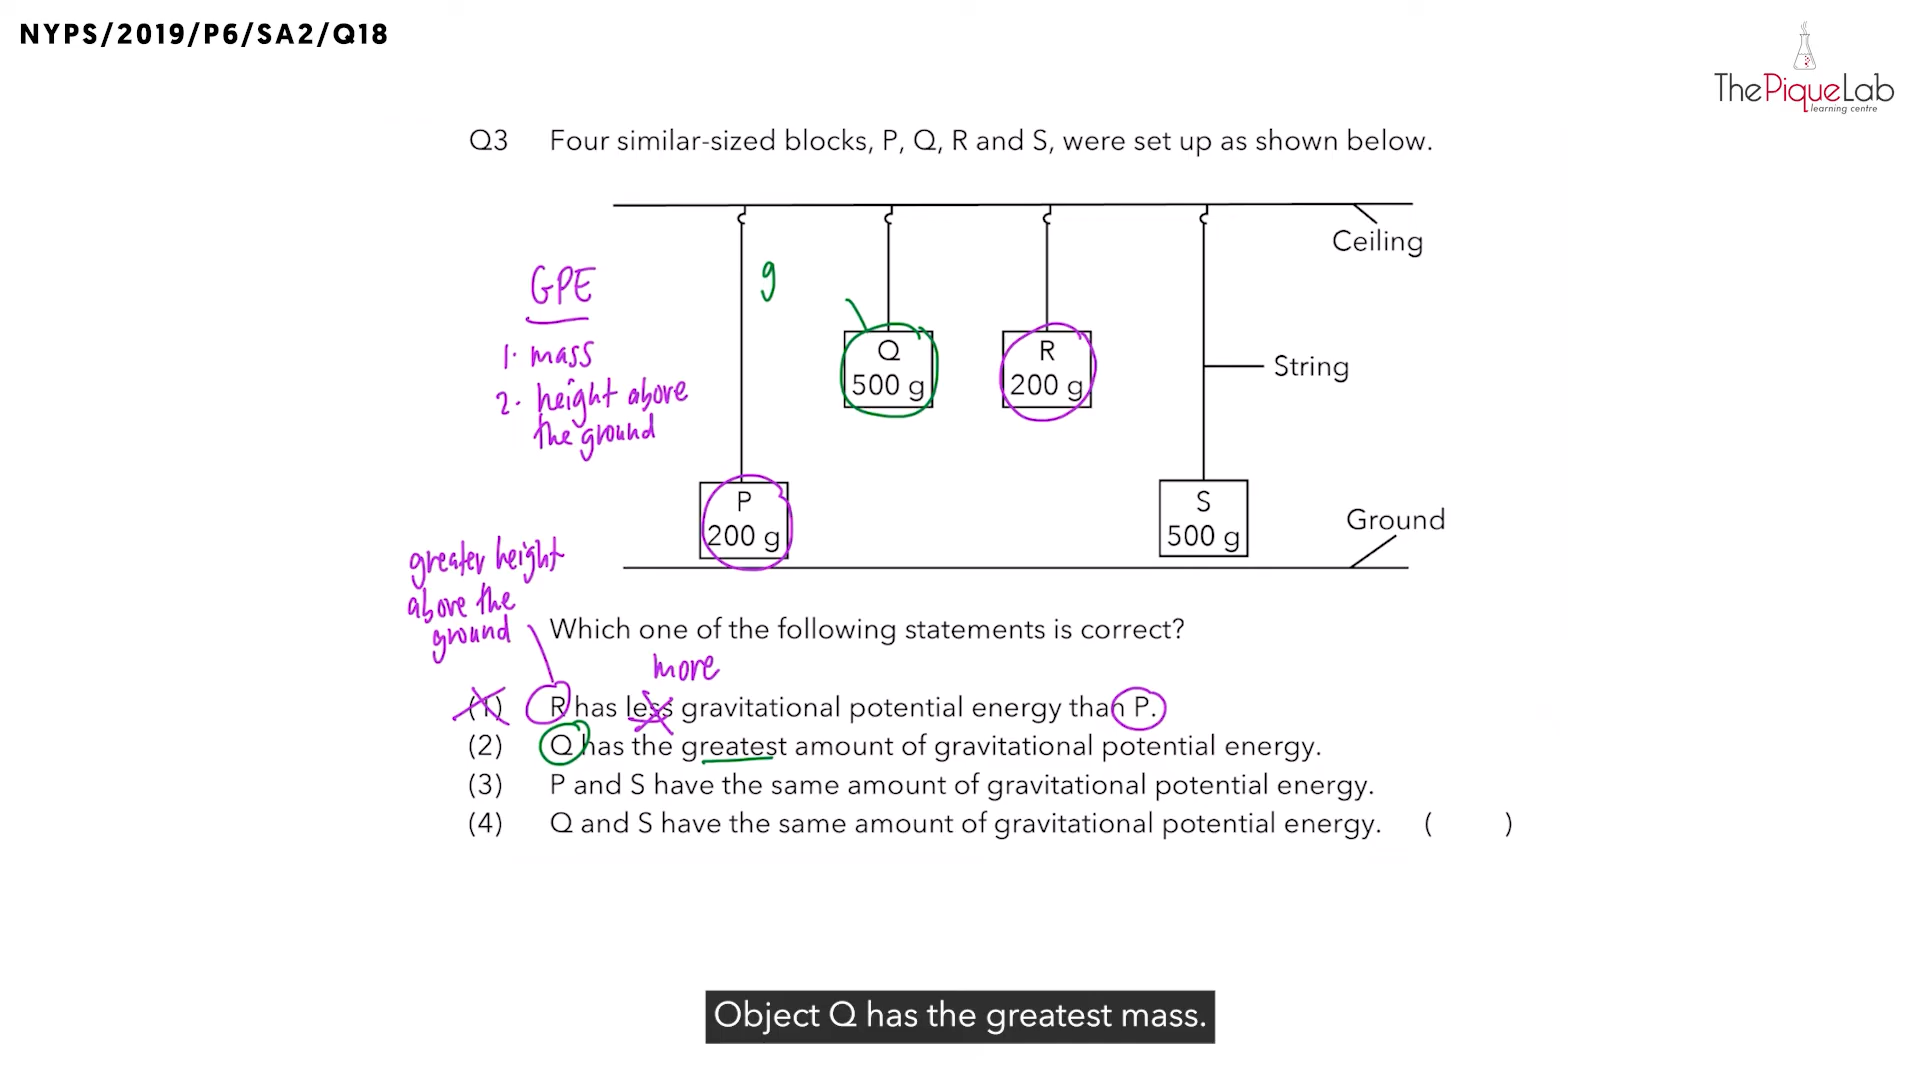 NYPS/2019/P6/SA2/Q18
ThePiqueLab
learning centre
Q3 Four similar-sized blocks, P, Q, R and S, were set up as shown below.
Ceiling
g
GPE
1. mass
2. height above
the ground
Q
500 g
R
200 g
String
P
200 g
S
500 g
Ground
greater height
above the
ground
Which one of the following statements is correct?
more
(1) R has less gravitational potential energy than P.
(2) Q has the greatest amount of gravitational potential energy.
(3) P and S have the same amount of gravitational potential energy.
(4) Q and S have the same amount of gravitational potential energy. ( )
Object Q has the greatest mass.